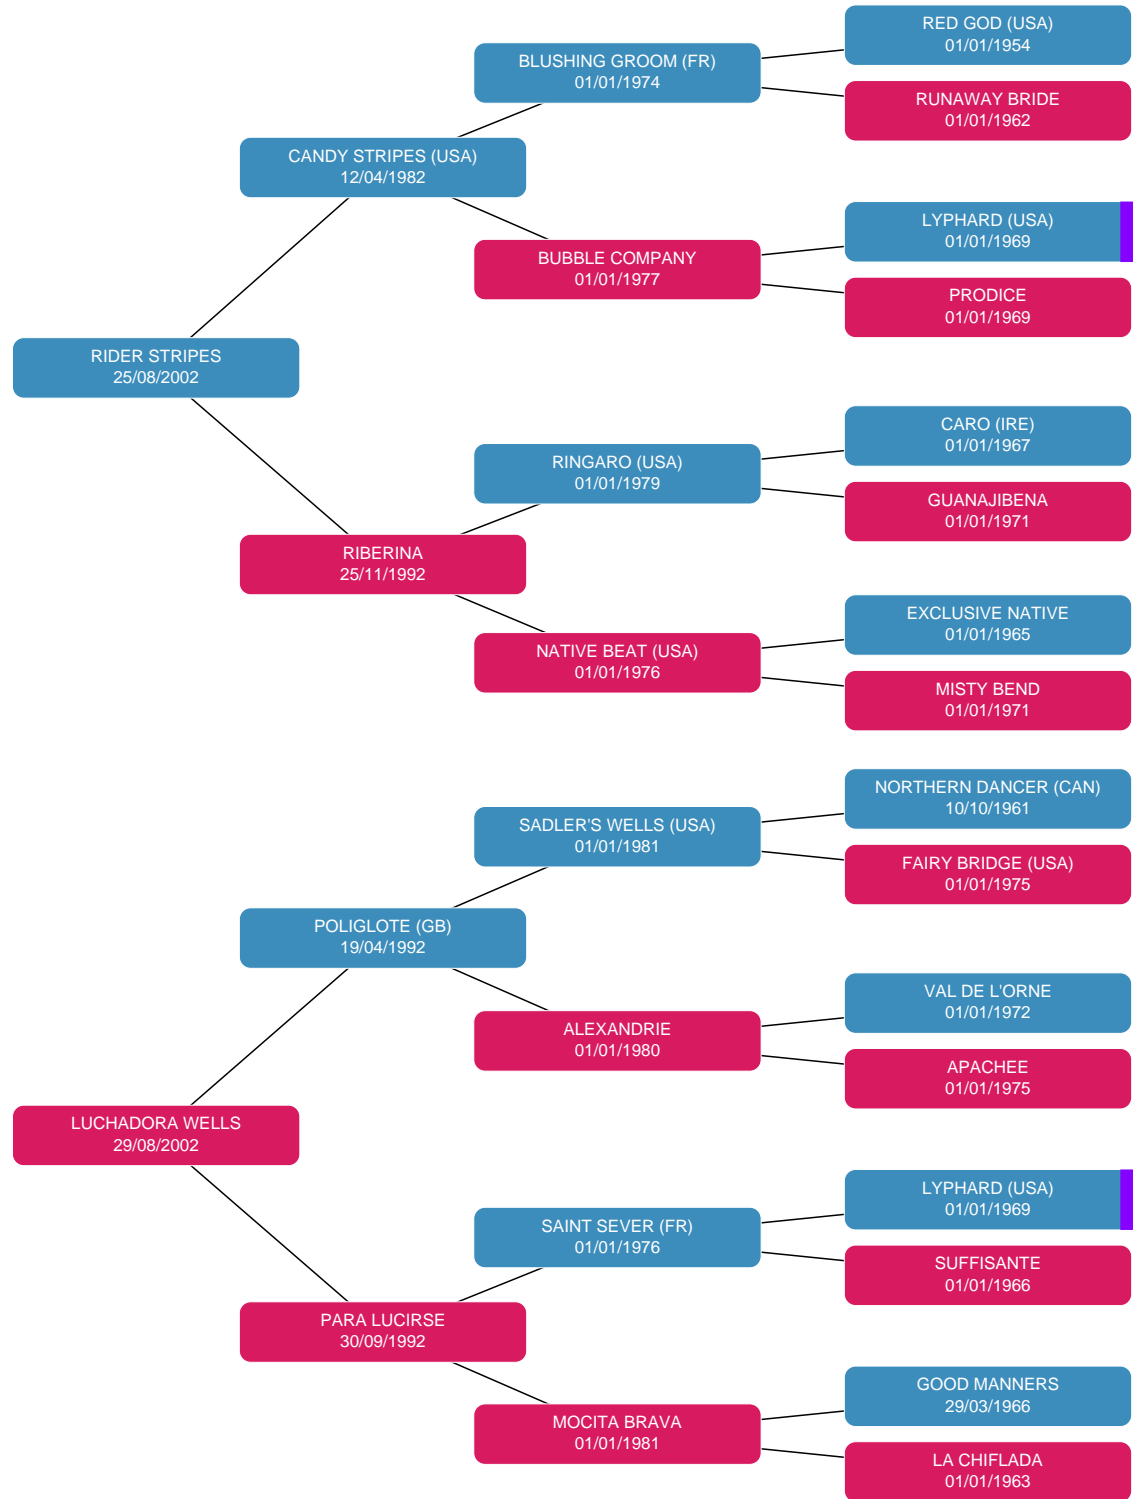 RED GOD (USA)
01/01/1954
BLUSHING GROOM (FR)
01/01/1974
RUNAWAY BRIDE
01/01/1962
CANDY STRIPES (USA)
12/04/1982
LYPHARD (USA)
01/01/1969
BUBBLE COMPANY
01/01/1977
PRODICE
01/01/1969
RIDER STRIPES
25/08/2002
CARO (IRE)
01/01/1967
RINGARO (USA)
01/01/1979
GUANAJIBENA
01/01/1971
RIBERINA
25/11/1992
EXCLUSIVE NATIVE
01/01/1965
NATIVE BEAT (USA)
01/01/1976
MISTY BEND
01/01/1971
NORTHERN DANCER (CAN)
10/10/1961
SADLER'S WELLS (USA)
01/01/1981
FAIRY BRIDGE (USA)
01/01/1975
POLIGLOTE (GB)
19/04/1992
VAL DE L'ORNE
01/01/1972
ALEXANDRIE
01/01/1980
APACHEE
01/01/1975
LUCHADORA WELLS
29/08/2002
LYPHARD (USA)
01/01/1969
SAINT SEVER (FR)
01/01/1976
SUFFISANTE
01/01/1966
PARA LUCIRSE
30/09/1992
GOOD MANNERS
29/03/1966
MOCITA BRAVA
01/01/1981
LA CHIFLADA
01/01/1963